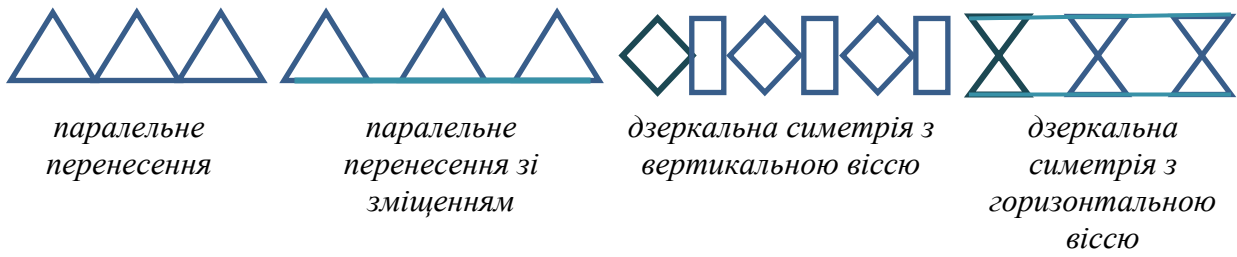 паралельне
перенесення
паралельне
перенесення зі
зміщенням
дзеркальна симетрія з
вертикальною віссю
дзеркальна
симетрія з
горизонтальною
віссю